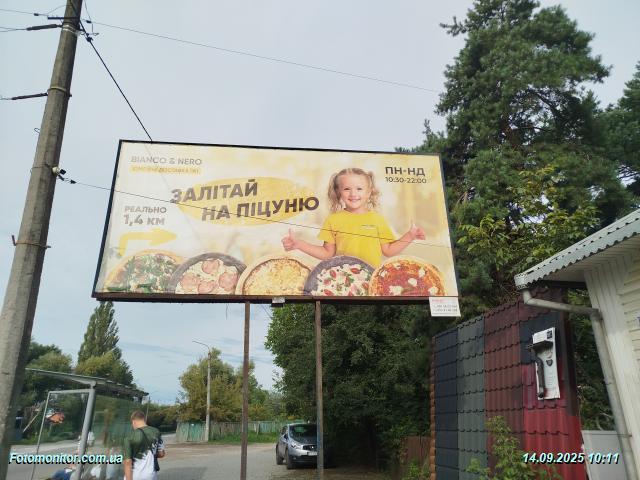 BIANCO & NERO
ЗАЛІТАЙ
НА ПІЦУНЮ
РЕАЛЬНО
1,4 КМ
ПН-НД
10:30-22:00
Fotomonitor.com.ua
14.09.2025 10:11